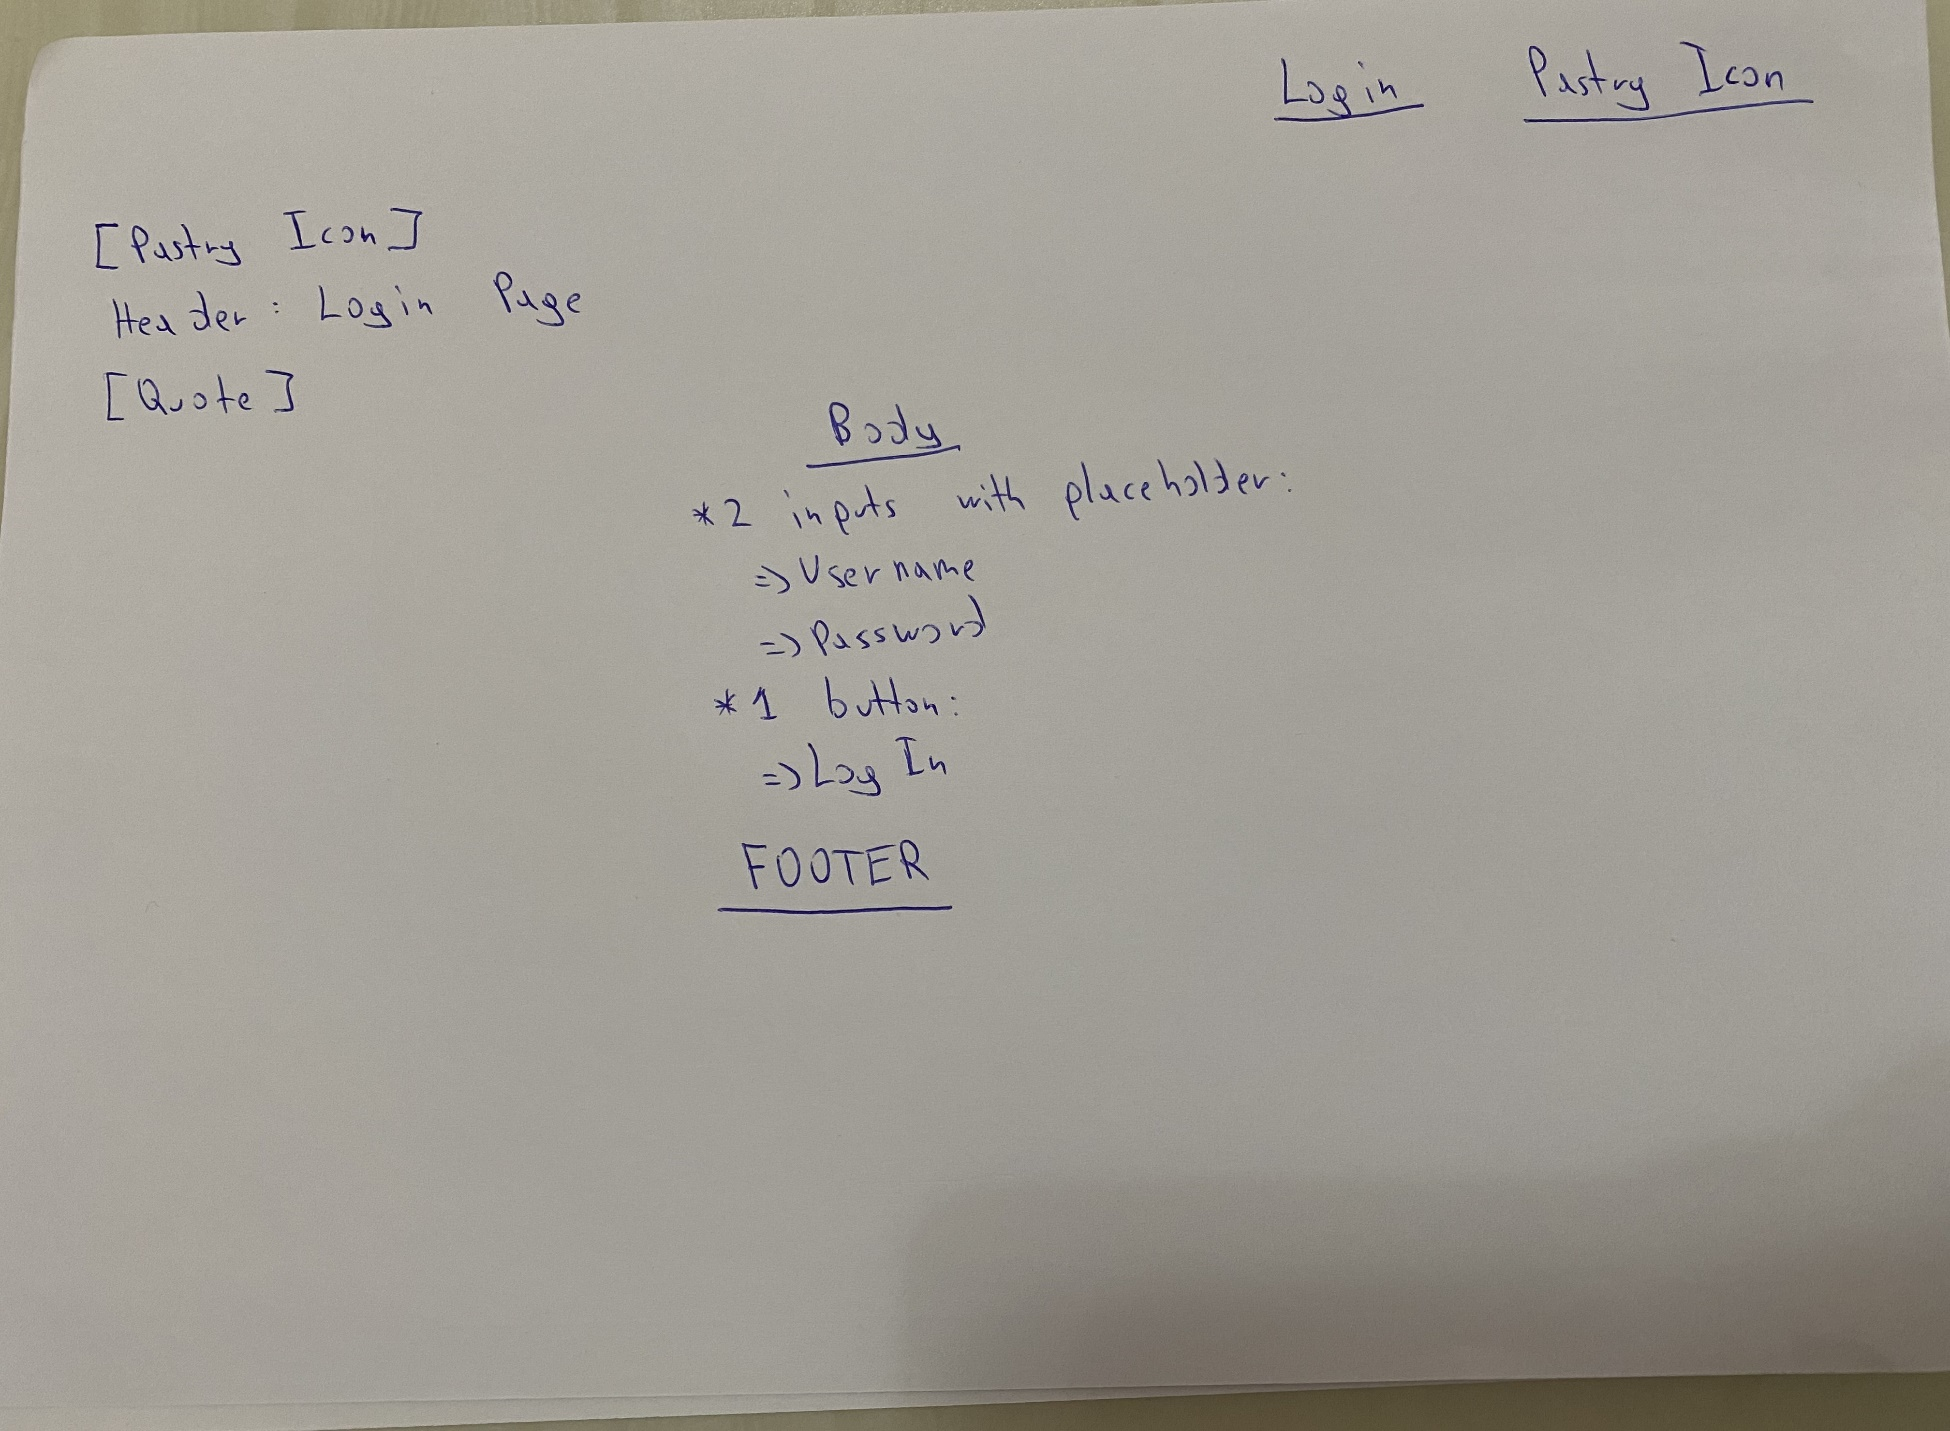 Login Pastry Icon
[Pastry Icon]
Header: Login Page
[Quote]
Body
*2 inputs with placeholder:
=> Username
=> Password
*1 button:
=> Log In
FOOTER